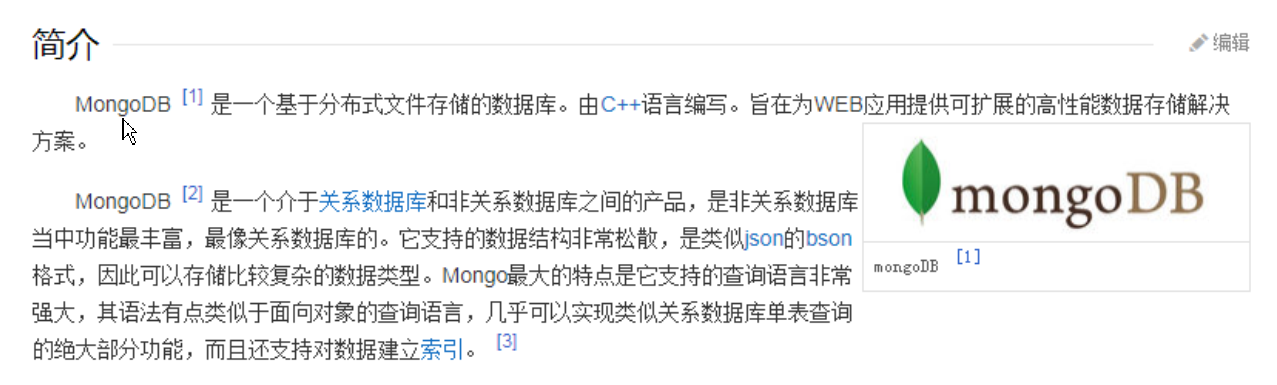 简介
编辑
MongoDB [1] 是一个基于分布式文件存储的数据库。由C++语言编写。旨在为WEB应用提供可扩展的高性能数据存储解决
方案。
MongoDB [2] 是一个介于关系数据库和非关系数据库之间的产品，是非关系数据库
当中功能最丰富，最像关系数据库的。它支持的数据结构非常松散，是类似json的bson
格式，因此可以存储比较复杂的数据类型。Mongo最大的特点是它支持的查询语言非常
强大，其语法有点类似于面向对象的查询语言，几乎可以实现类似关系数据库单表查询
的绝大部分功能，而且还支持对数据建立索引。 [3]
mongoDB
mongoDB [1]